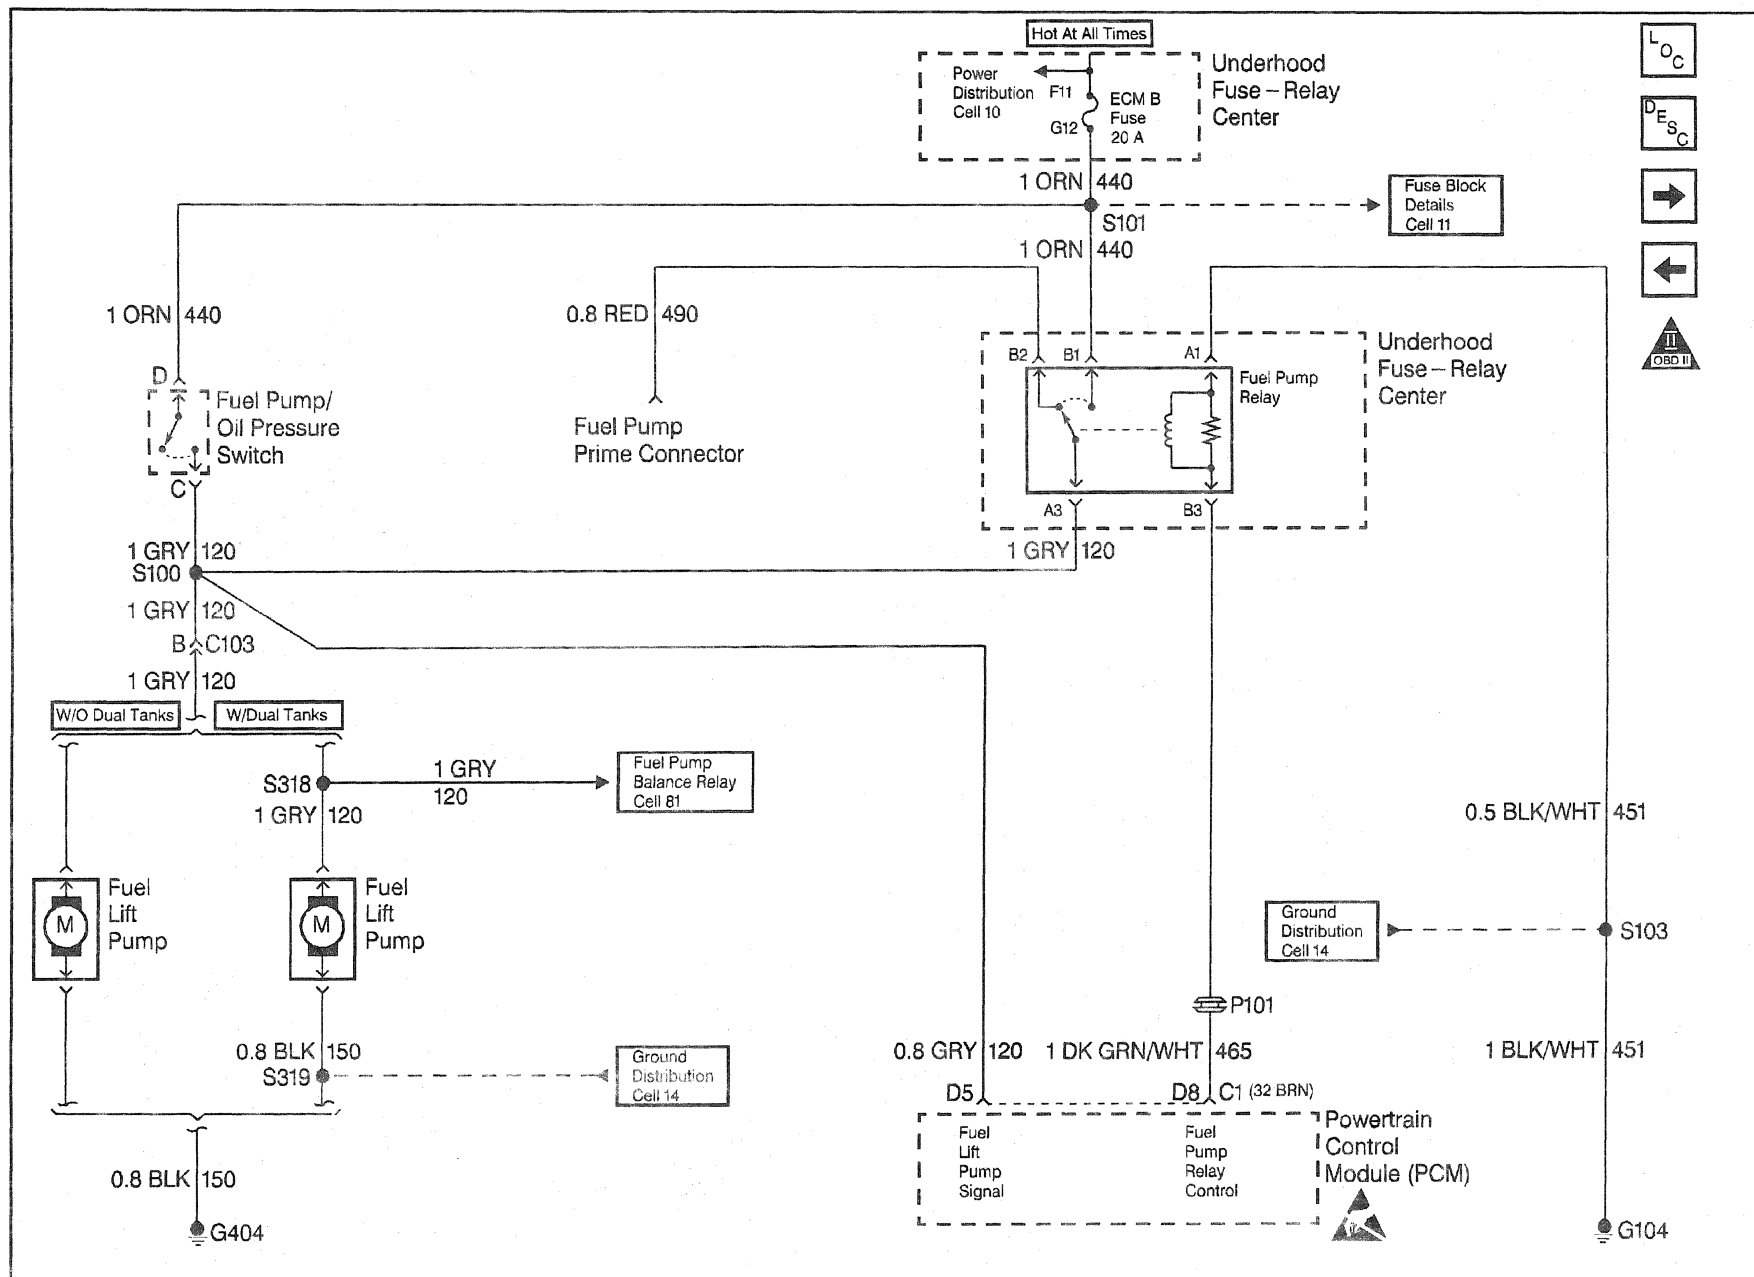 Hot At All Times
Power
Distribution
Cell 10
F11
G12
ECM B
Fuse
20 A
Underhood
Fuse – Relay
Center
L
O
C
D
E
S
C
1 ORN 440
S101
Fuse Block
Details
Cell 11
1 ORN 440
1 ORN 440
0.8 RED 490
II
OBD II
Underhood
Fuse – Relay
Center
B2
B1
A1
Fuel Pump
Relay
D
Fuel Pump/
Oil Pressure
Switch
C
Fuel Pump
Prime Connector
A3
B3
1 GRY 120
1 GRY 120
S100
1 GRY 120
B C103
1 GRY 120
W/O Dual Tanks
W/Dual Tanks
S318
1 GRY
120
Fuel Pump
Balance Relay
Cell 81
1 GRY 120
0.5 BLK/WHT 451
M
Fuel
Lift
Pump
M
Fuel
Lift
Pump
Ground
Distribution
Cell 14
S103
P101
0.8 BLK 150
S319
Ground
Distribution
Cell 14
0.8 GRY 120
1 DK GRN/WHT 465
1 BLK/WHT 451
D5
D8 C1 (32 BRN)
Fuel
Lift
Pump
Signal
Fuel
Pump
Relay
Control
Powertrain
Control
Module (PCM)
0.8 BLK 150
G404
G104